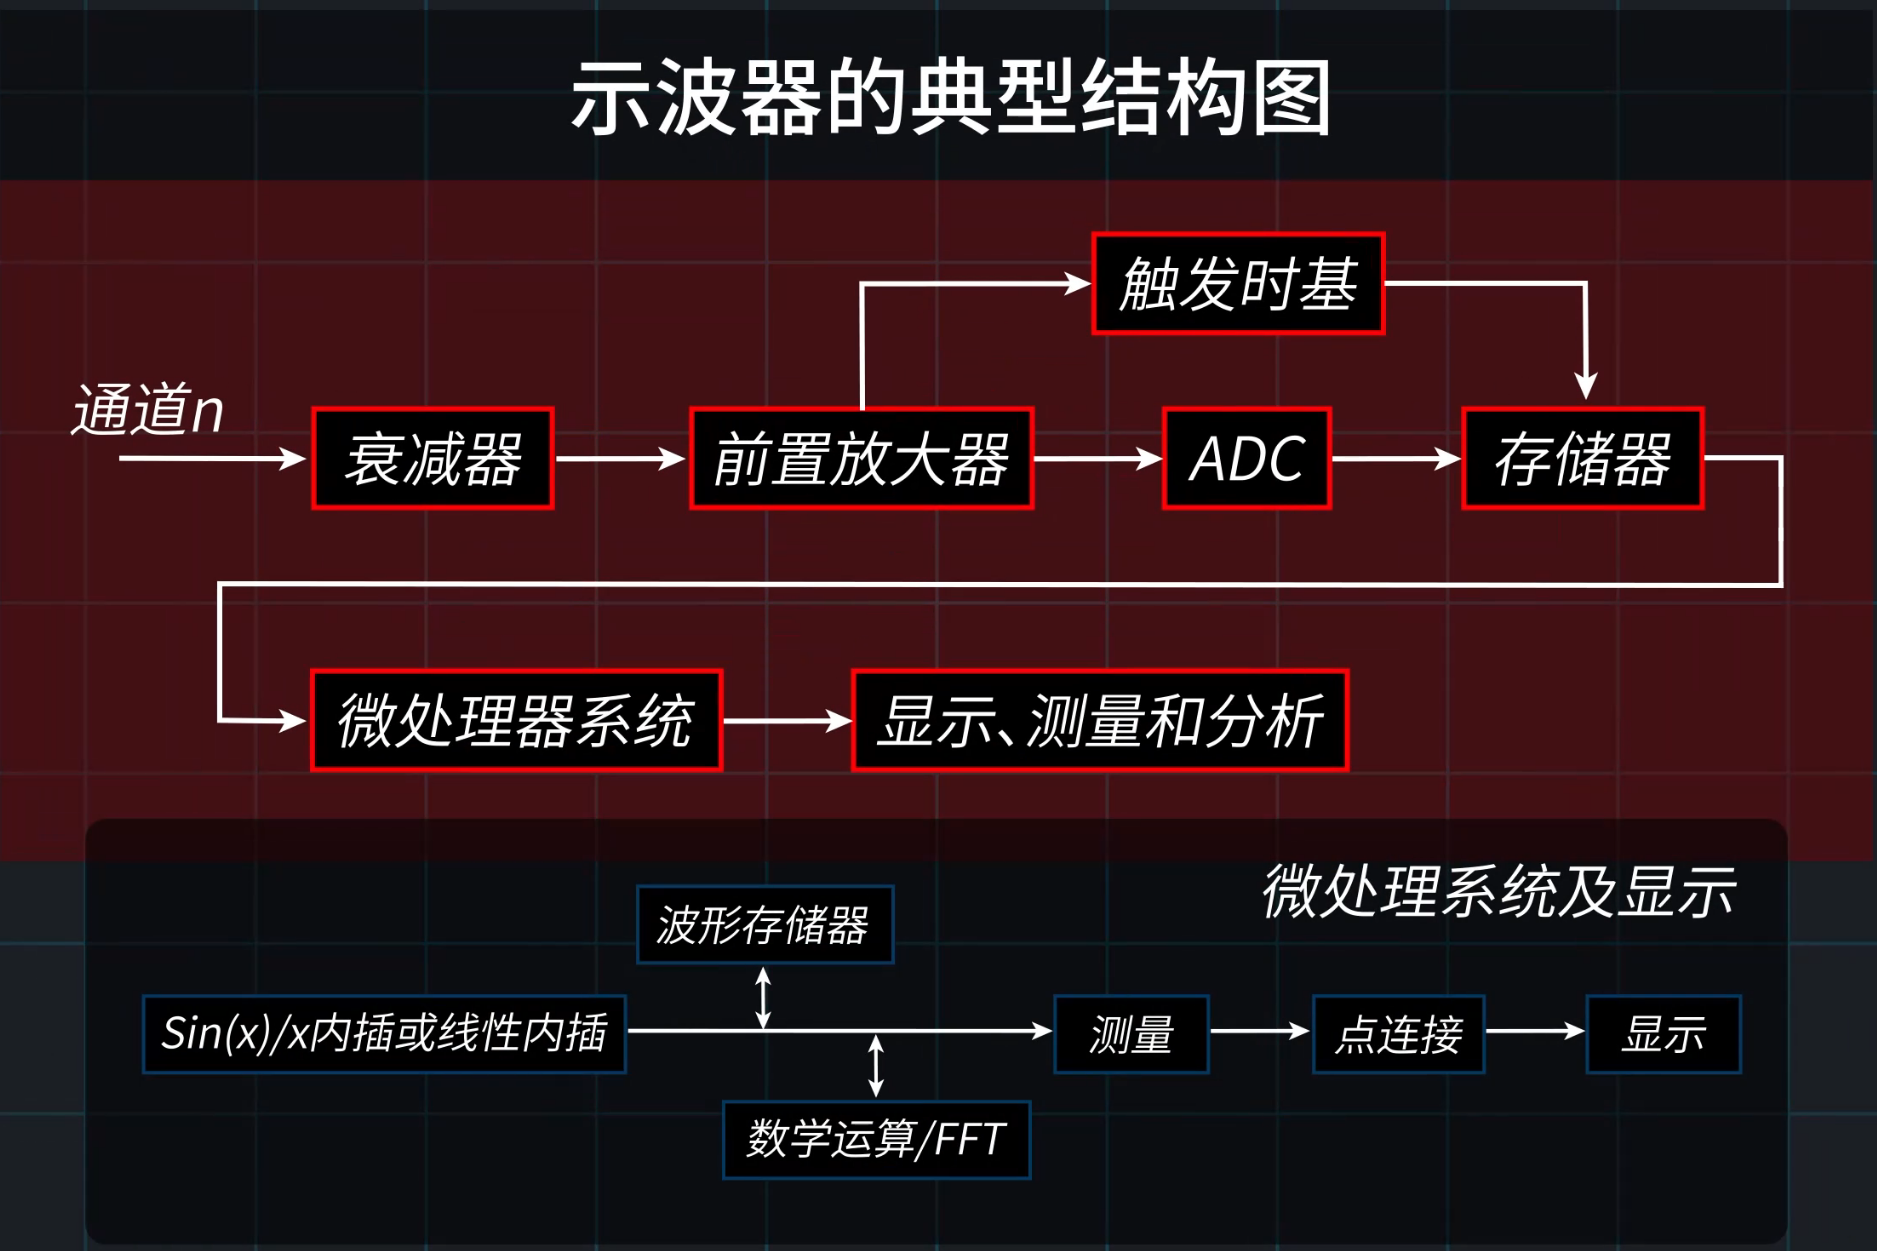 示波器的典型结构图
触发时基
通道n
衰减器
前置放大器
ADC
存储器
微处理器系统
显示、测量和分析
微处理系统及显示
波形存储器
Sin(x)/x内插或线性内插
测量
点连接
显示
数学运算/FFT